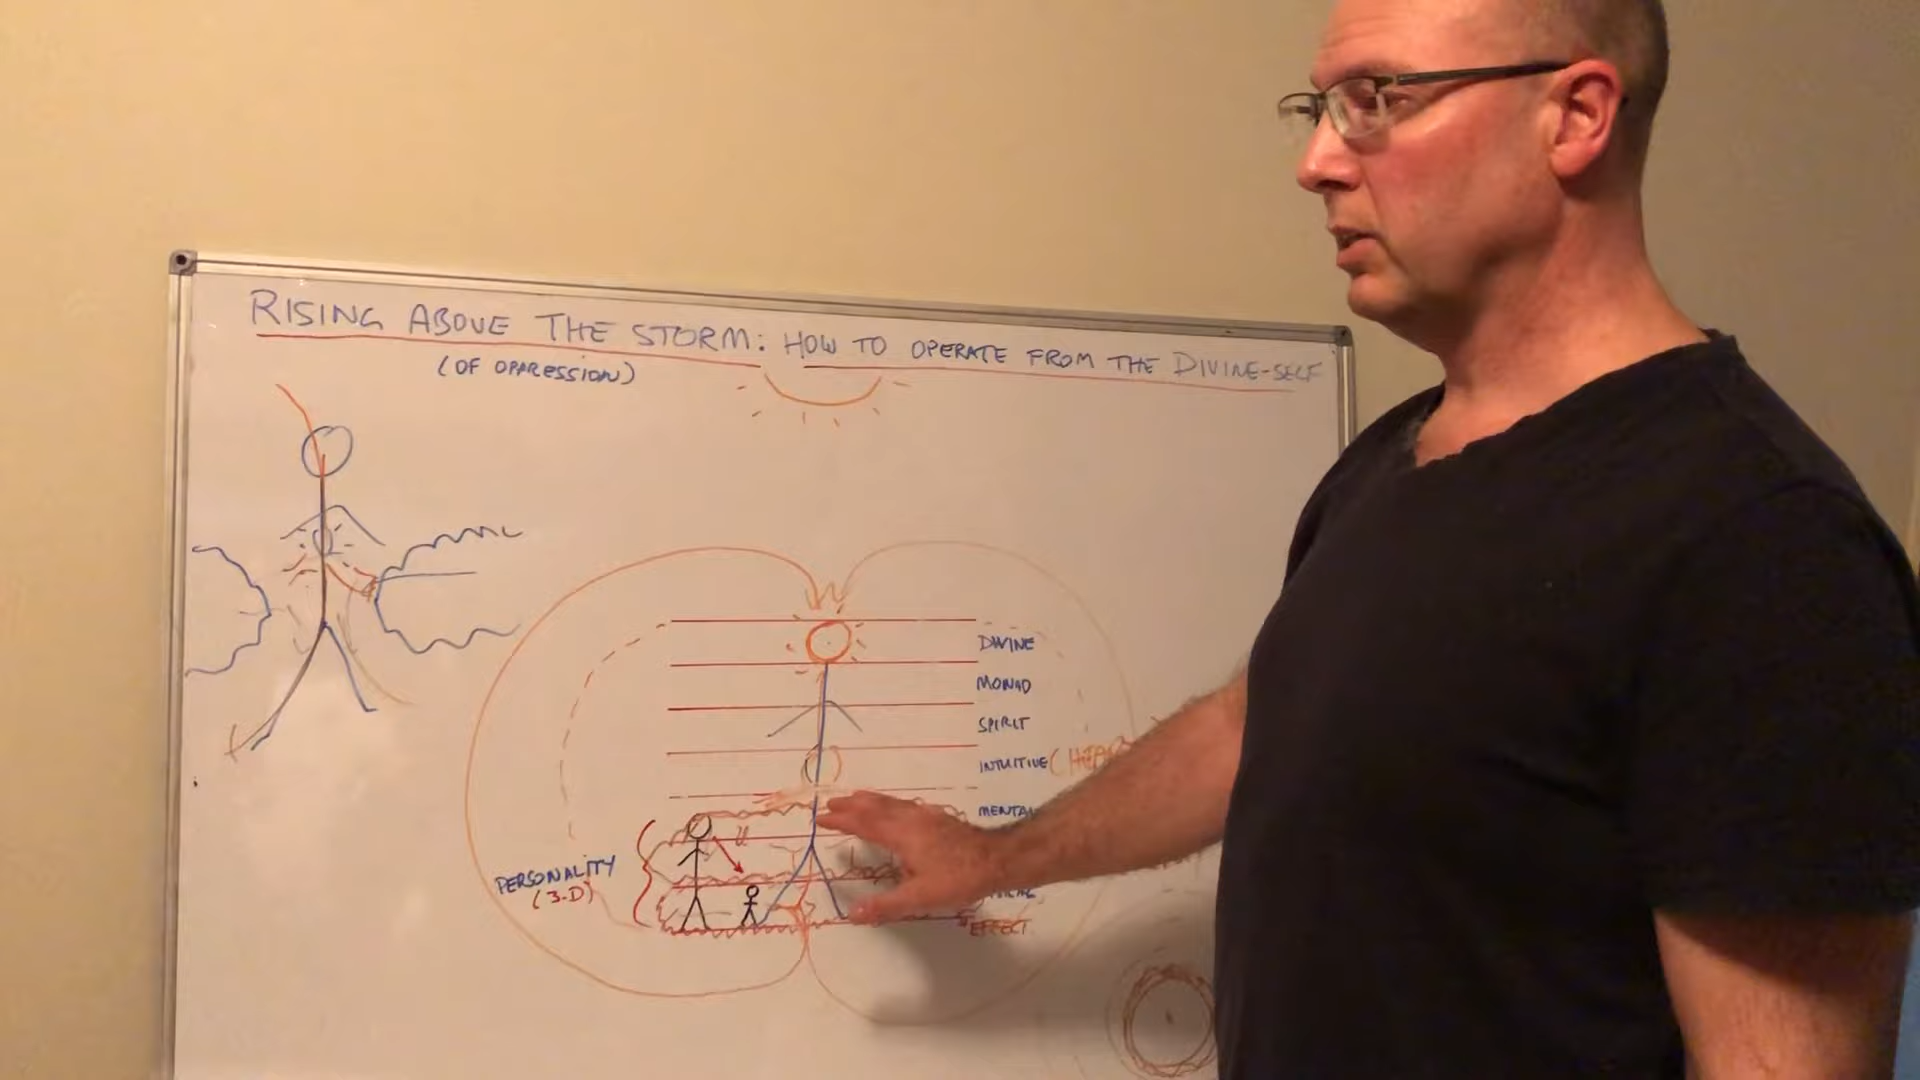 RISING ABOVE THE STORM: HOW TO OPERATE FROM THE DIVINE-SELF
(OF OPPRESSION)
DIVINE
MONAD
SPIRIT
INTUITIVE
MENTA
PERSONALITY
(3-D)
EFFECT